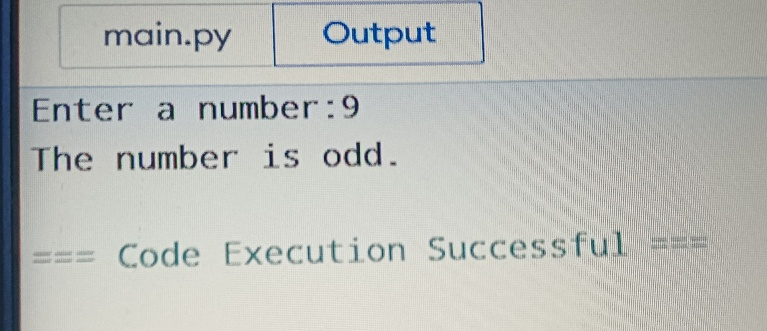 main.py Output
Enter a number:9
The number is odd.
=== Code Execution Successful ===